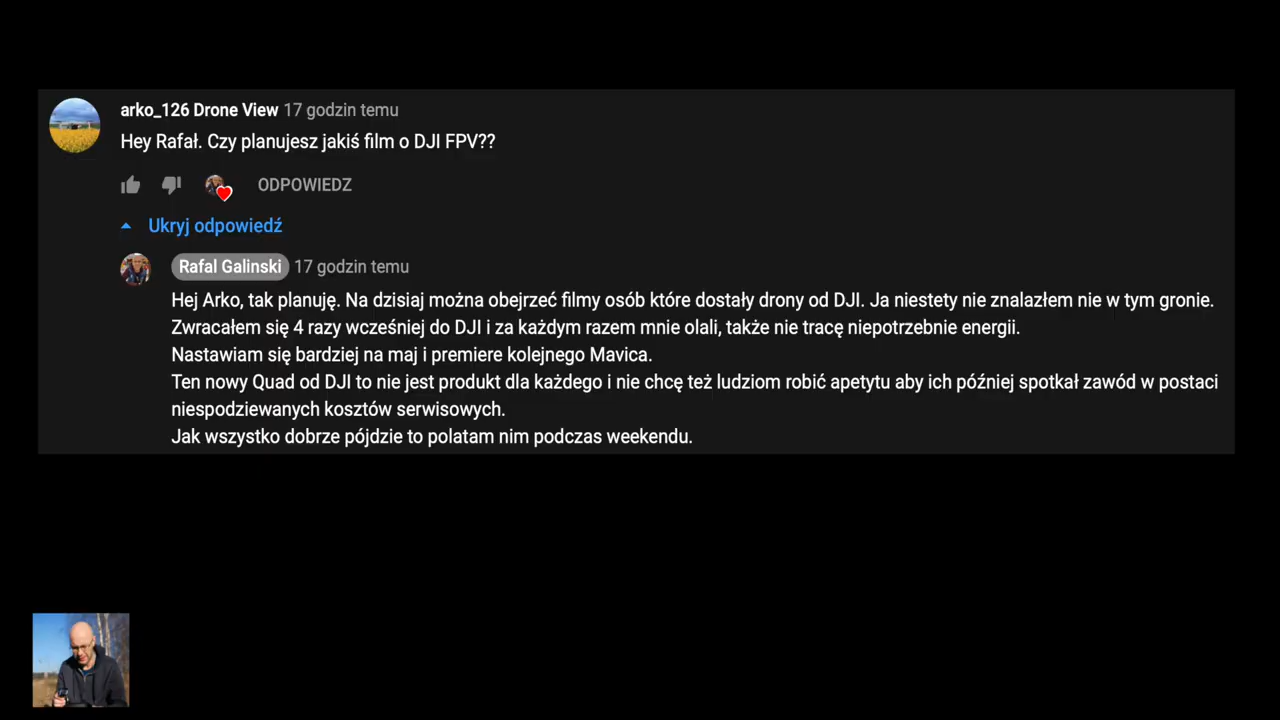 arko_126 Drone View 17 godzin temu
Hey Rafał. Czy planujesz jakiś film o DJI FPV??
ODPOWIEDZ
Ukryj odpowiedź
Rafal Galinski 17 godzin temu
Hej Arko, tak planuję. Na dzisiaj można obejrzeć filmy osób które dostały drony od DJI. Ja niestety nie znalazłem nie w tym gronie.
Zwracałem się 4 razy wcześniej do DJI i za każdym razem mnie olali, także nie tracę niepotrzebnie energii.
Nastawiam się bardziej na maj i premiere kolejnego Mavica.
Ten nowy Quad od DJI to nie jest produkt dla każdego i nie chcę też ludziom robić apetytu aby ich później spotkał zawód w postaci
niespodziewanych kosztów serwisowych.
Jak wszystko dobrze pójdzie to polatam nim podczas weekendu.